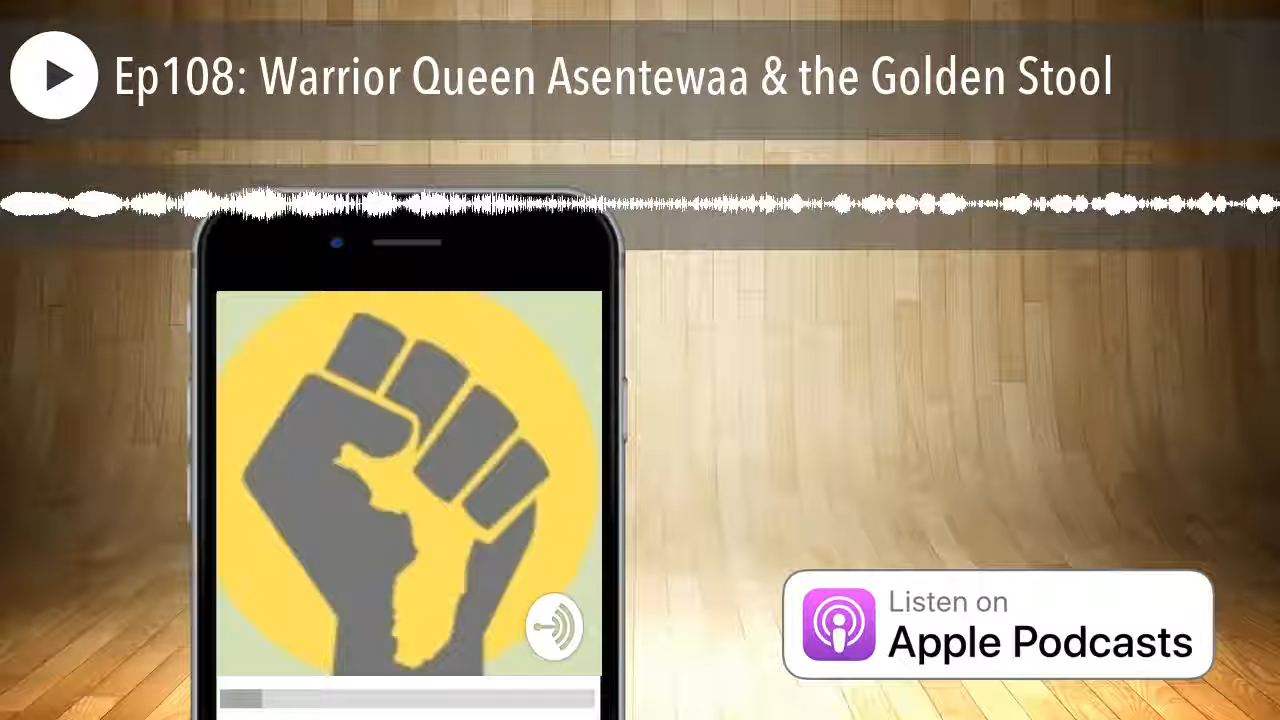 Ep108: Warrior Queen Asentewaa & the Golden Stool
Listen on
Apple Podcasts